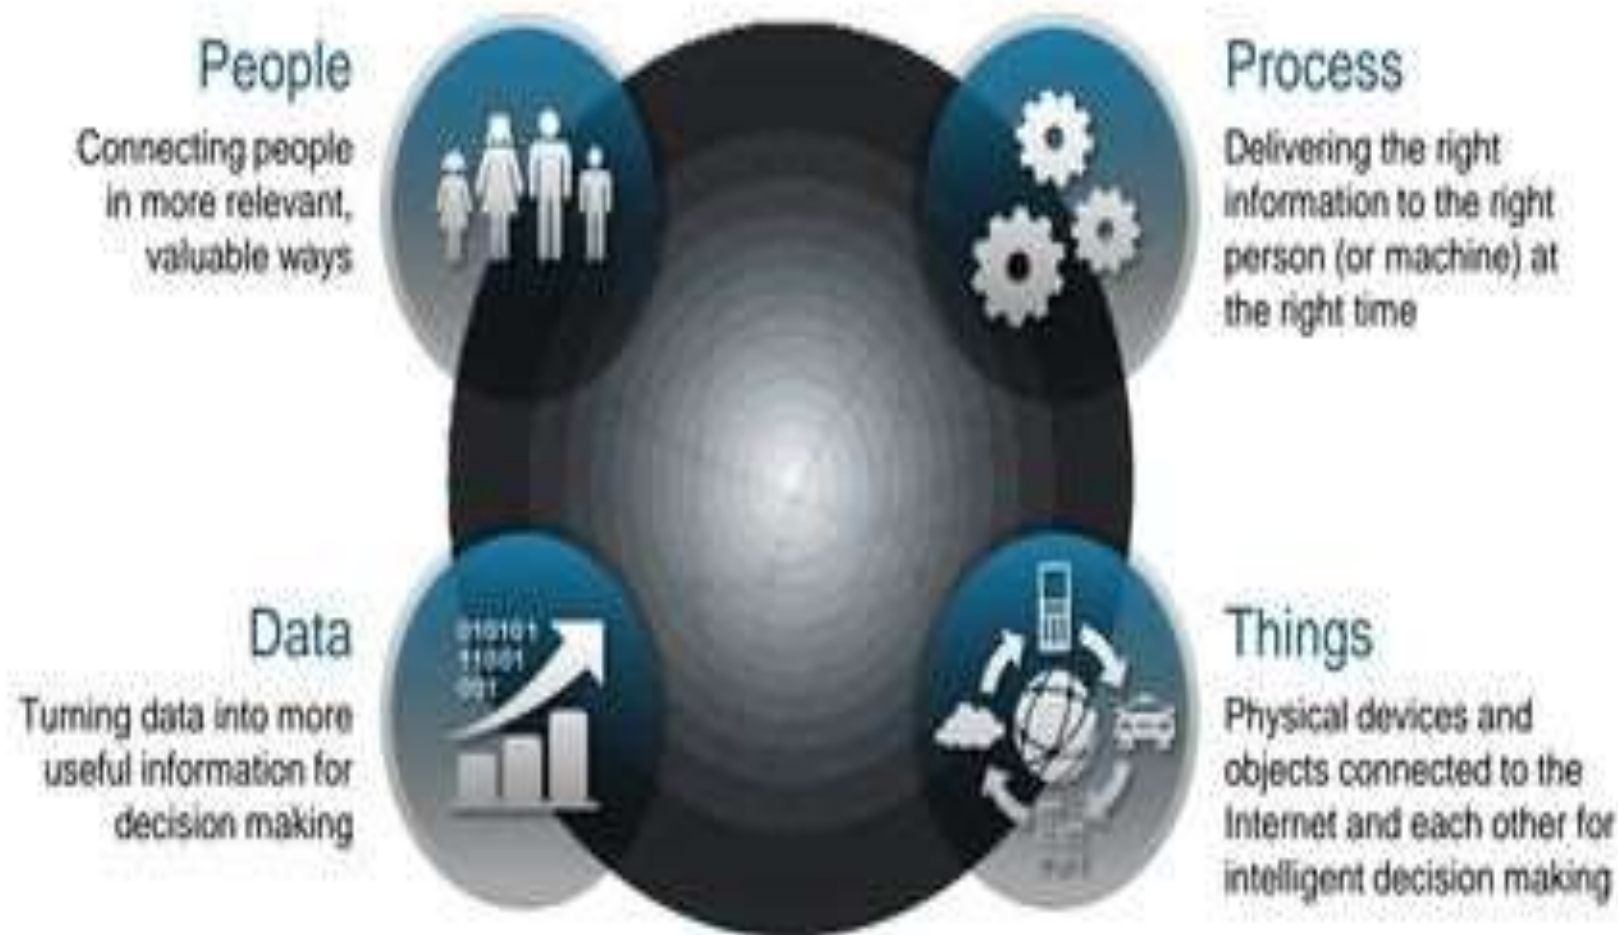 People
Connecting people
in more relevant,
valuable ways
Process
Delivering the right
information to the right
person (or machine) at
the right time
Data
Turning data into more
useful information for
decision making
010101
11001
001
Things
Physical devices and
objects connected to the
Internet and each other for
intelligent decision making